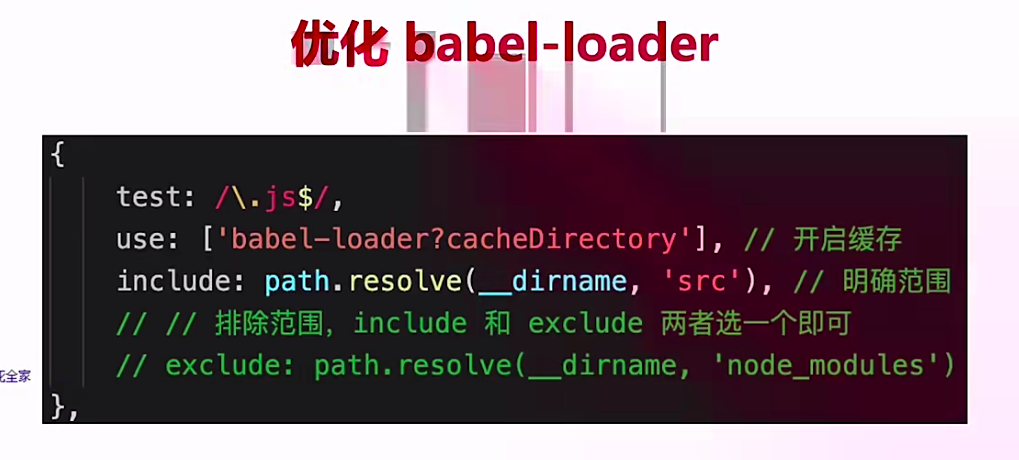 优化 babel-loader
{
test: /\.js$/,
use: ['babel-loader?cacheDirectory'], // 开启缓存
include: path.resolve(__dirname, 'src'), // 明确范围
// // 排除范围，include 和 exclude 两者选一个即可
// exclude: path.resolve(__dirname, 'node_modules')
全家
},